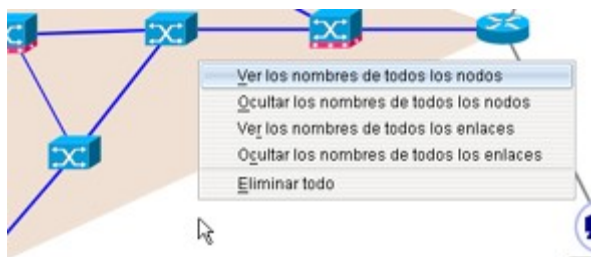 Ver los nombres de todos los nodos
Ocultar los nombres de todos los nodos
Ver los nombres de todos los enlaces
Ocultar los nombres de todos los enlaces
Eliminar todo